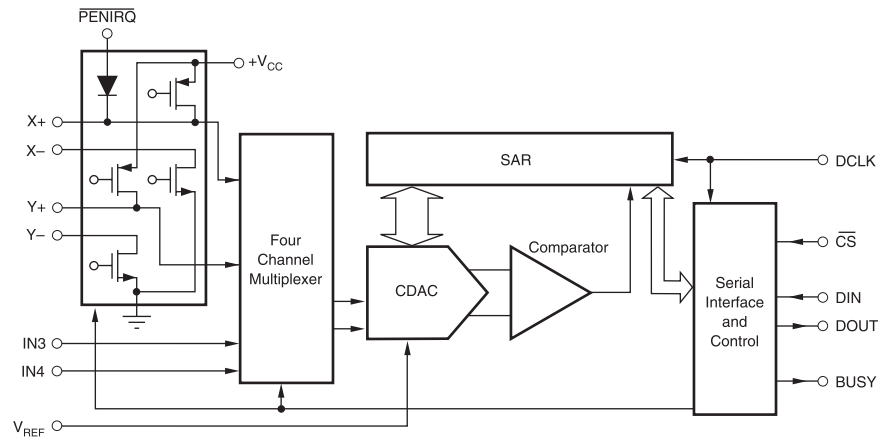 PENIRQ
+VCC
X+
X–
Y+
Y–
IN3
IN4
VREF
Four
Channel
Multiplexer
SAR
CDAC
Comparator
Serial
Interface
and
Control
DCLK
CS
DIN
DOUT
BUSY